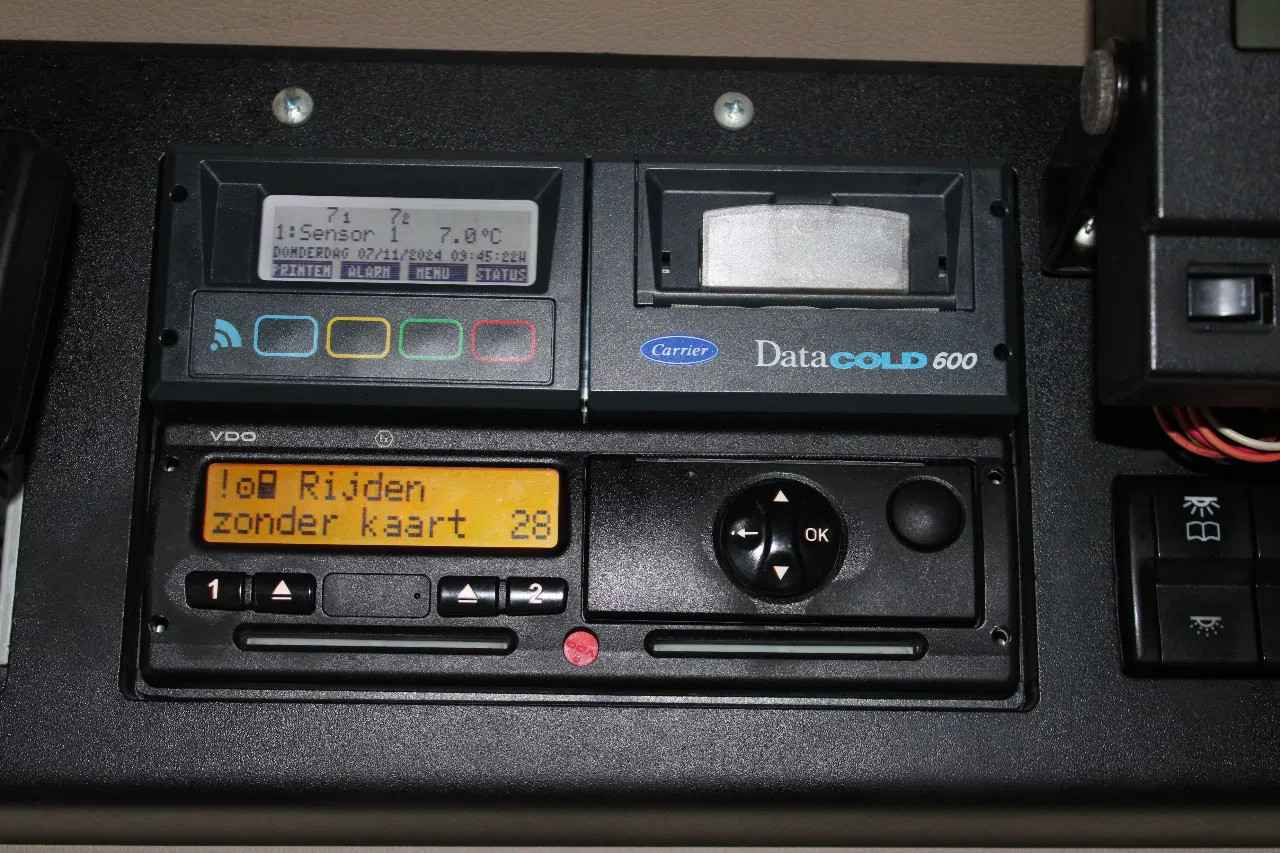 7₁ 7₂
1:Sensor 1 7.0°C
DONDERDAG 07/11/2024 09:45:22W
PRINTEN ALARM MENU STATUS
Carrier
DataCOLD 600
VDO
!⊙ Rijden
zonder kaart 28
OK
1
2
VDO